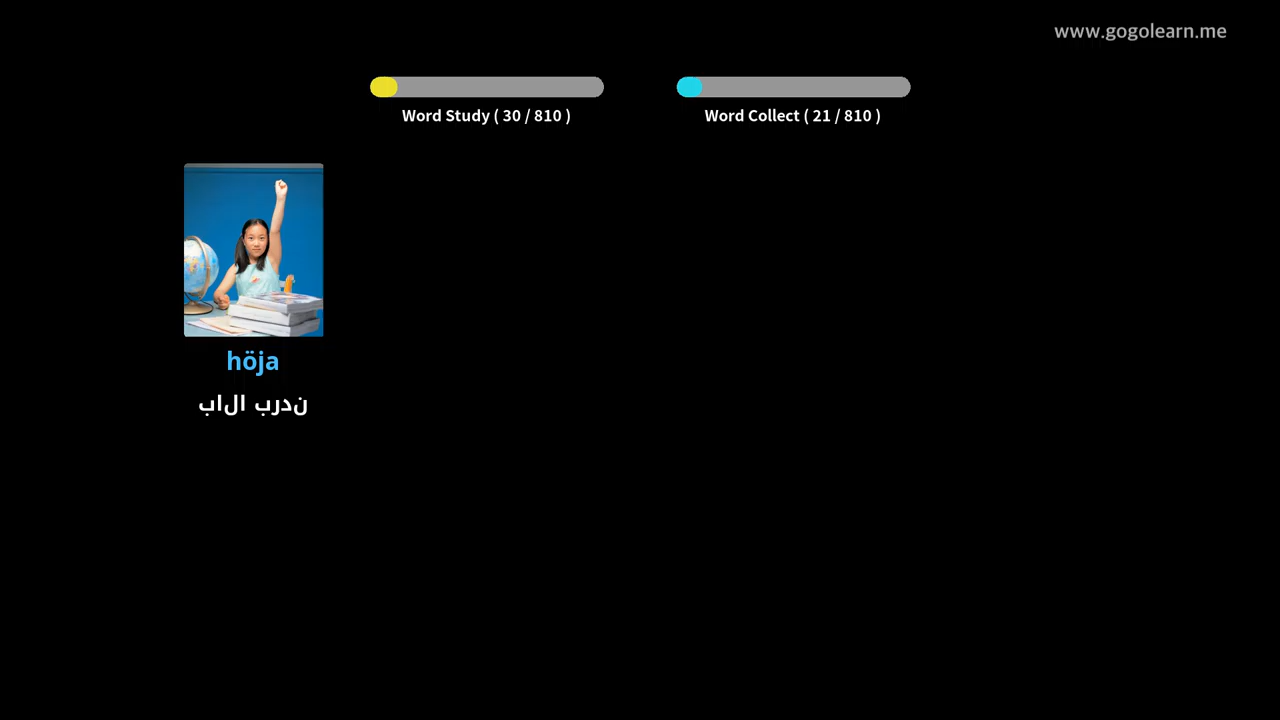 www.gogolearn.me
Word Study ( 30 / 810 )
Word Collect ( 21 / 810 )
höja
ندرب الاب